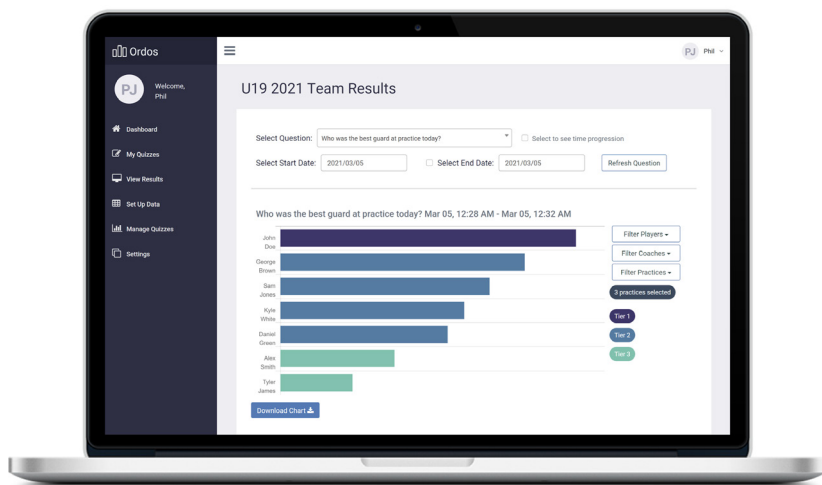 Ordos
PJ Phil
PJ
Welcome,
Phil
Dashboard
My Quizzes
View Results
Set Up Data
Manage Quizzes
Settings
U19 2021 Team Results
Select Question: Who was the best guard at practice today? Select to see time progression
Select Start Date: 2021/03/05 Select End Date: 2021/03/05 Refresh Question
Who was the best guard at practice today? Mar 05, 12:28 AM - Mar 05, 12:32 AM
John
Doe
George
Brown
Sam
Jones
Kyle
White
Daniel
Green
Alex
Smith
Tyler
James
Filter Players
Filter Coaches
Filter Practices
3 practices selected
Tier 1
Tier 2
Tier 3
Download Chart